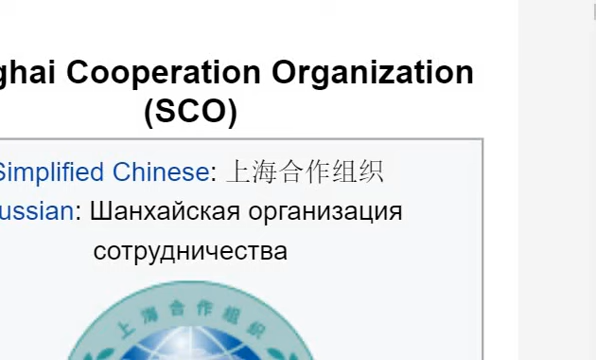 ghai Cooperation Organization
(SCO)
Simplified Chinese: 上海合作组织
ussian: Шанхайская организация
сотрудничества
上海合作组织